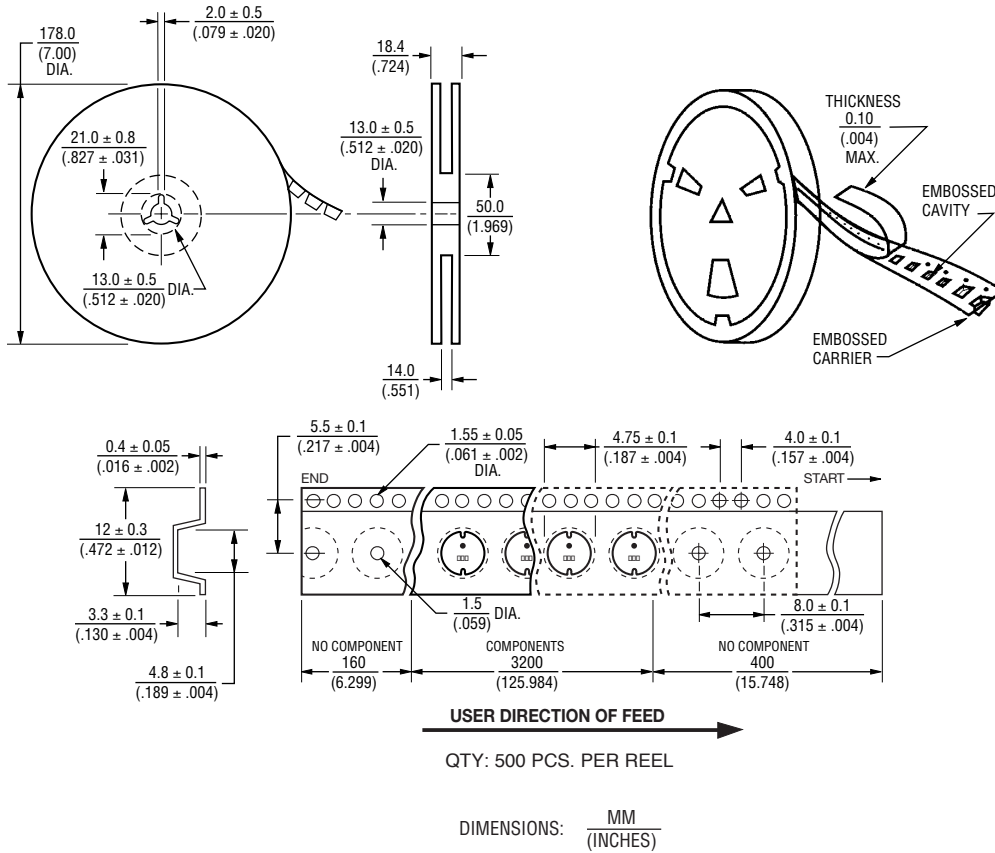 2.0 ± 0.5
(.079 ± .020)
178.0
(7.00)
DIA.
21.0 ± 0.8
(.827 ± .031)
13.0 ± 0.5
(.512 ± .020)
DIA.
18.4
(.724)
13.0 ± 0.5
(.512 ± .020)
DIA.
50.0
(1.969)
14.0
(.551)
THICKNESS
0.10
(.004)
MAX.
EMBOSSED
CAVITY
EMBOSSED
CARRIER
0.4 ± 0.05
(.016 ± .002)
12 ± 0.3
(.472 ± .012)
3.3 ± 0.1
(.130 ± .004)
4.8 ± 0.1
(.189 ± .004)
5.5 ± 0.1
(.217 ± .004)
1.55 ± 0.05
(.061 ± .002)
DIA.
4.75 ± 0.1
(.187 ± .004)
4.0 ± 0.1
(.157 ± .004)
END
START
1.5
(.059)
DIA.
8.0 ± 0.1
(.315 ± .004)
NO COMPONENT
160
(6.299)
COMPONENTS
3200
(125.984)
NO COMPONENT
400
(15.748)
USER DIRECTION OF FEED
QTY: 500 PCS. PER REEL
DIMENSIONS:
MM
(INCHES)